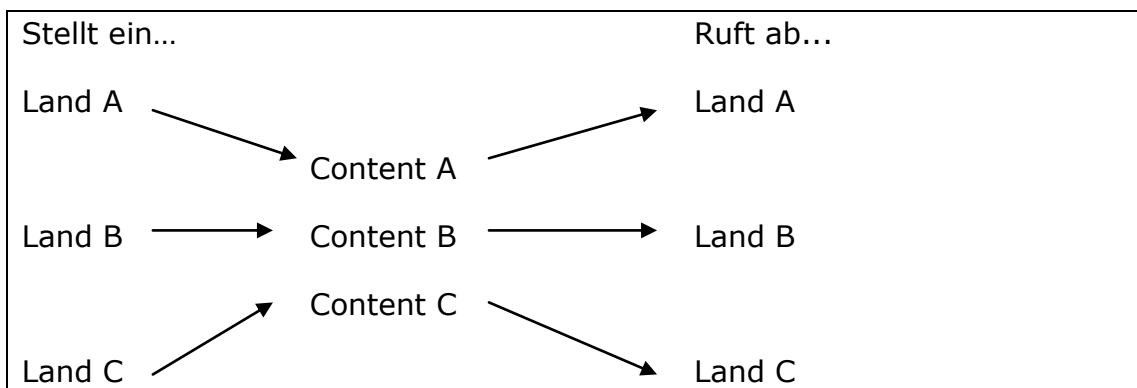 Stellt ein… Ruft ab...
Land A Land A
Content A
Land B Content B Land B
Content C
Land C Land C